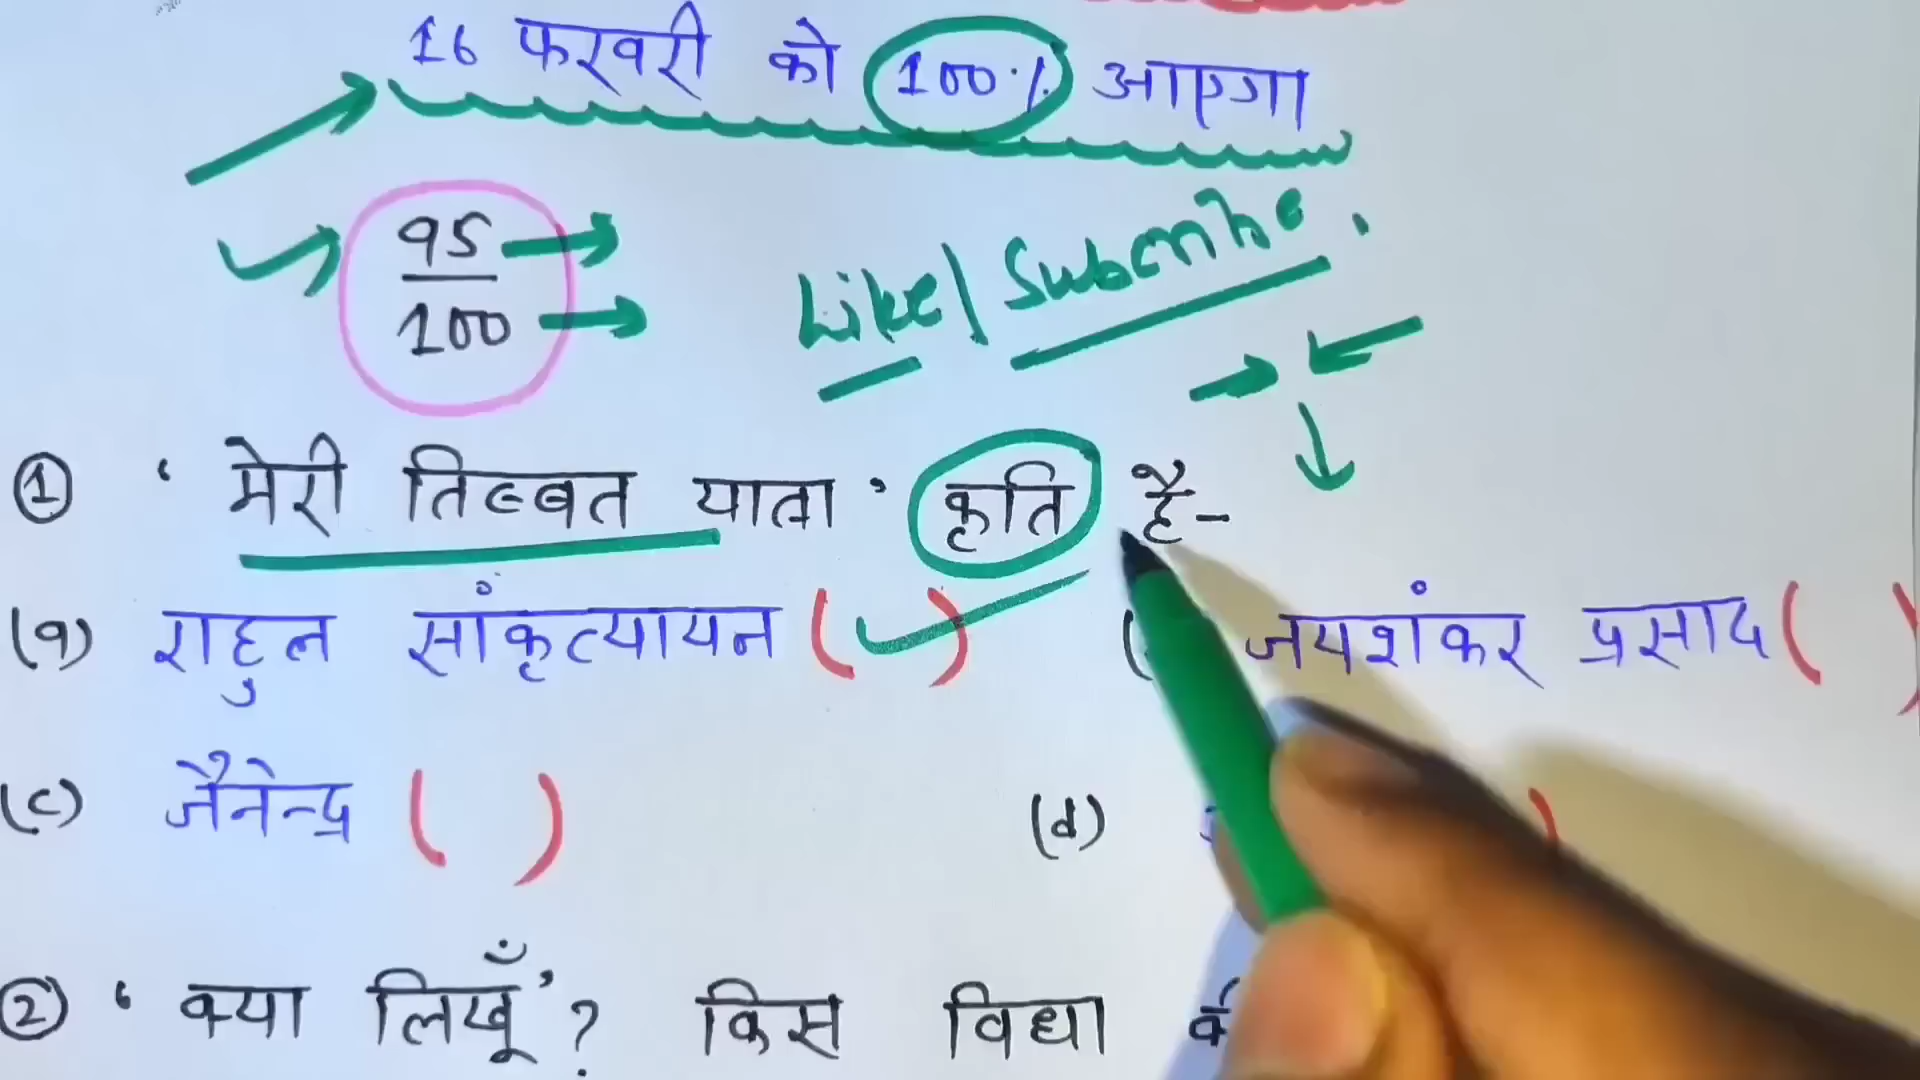 16 फरवरी को 100% आएगा
95
100
Like/Subscribe.
① ' मेरी तिब्बत यात्रा ' कृति है-
(a) राहुल सांकृत्यायन ( ✓ ) ( जयशंकर प्रसाद ( )
(c) जैनेन्द्र ( ) (d) )
② ' क्या लिखूँ ' ? किस विधा